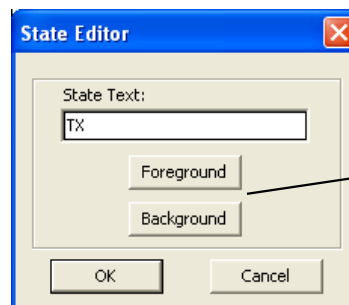 State Editor
State Text:
TX
Foreground
Background
OK Cancel